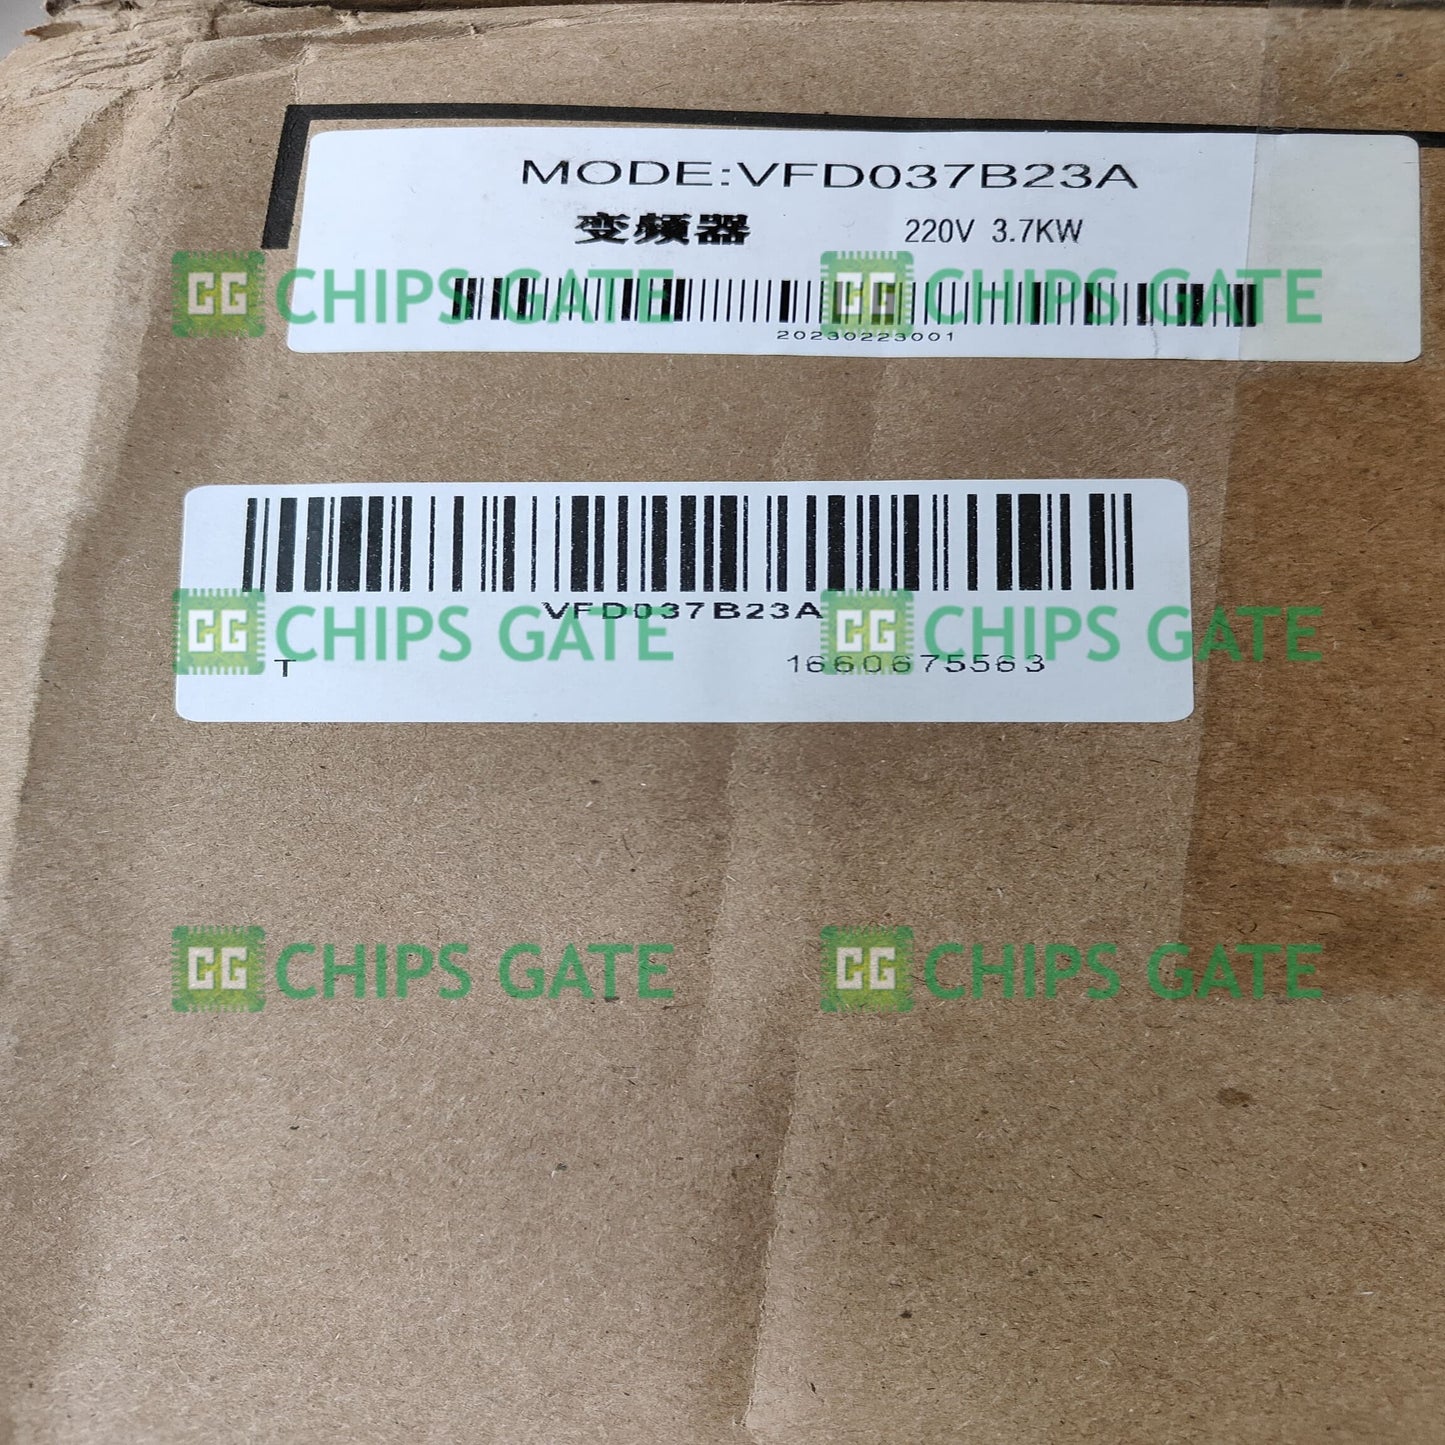 MODE:VFD037B23A
变频器 220V 3.7KW
CG CHIPS GATE CG CHIPS GATE
20230223001
VFD037B23A
CG CHIPS GATE CG CHIPS GATE
T 1660675563
CG CHIPS GATE CG CHIPS GATE